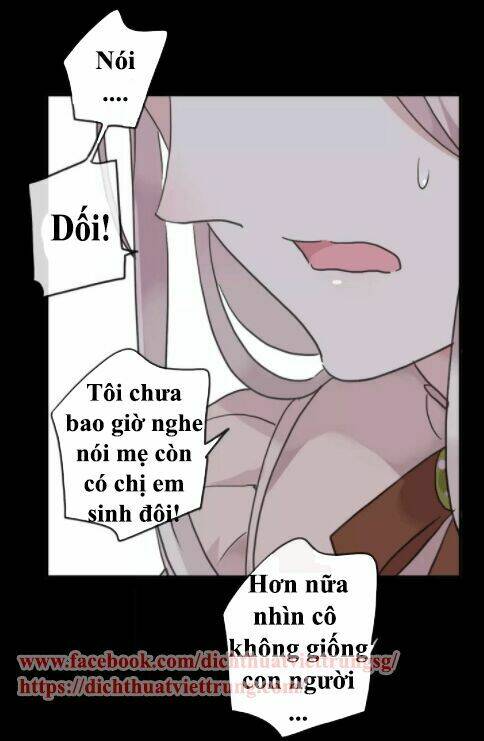 Nói
....
Dối!
Tôi chưa
bao giờ nghe
nói mẹ còn
có chị em
sinh đôi!
Hơn nữa
nhìn cô
không giống
con người
...
www.facebook.com/dichthuatviettrungsg/
https://dichthuatviettrung.com